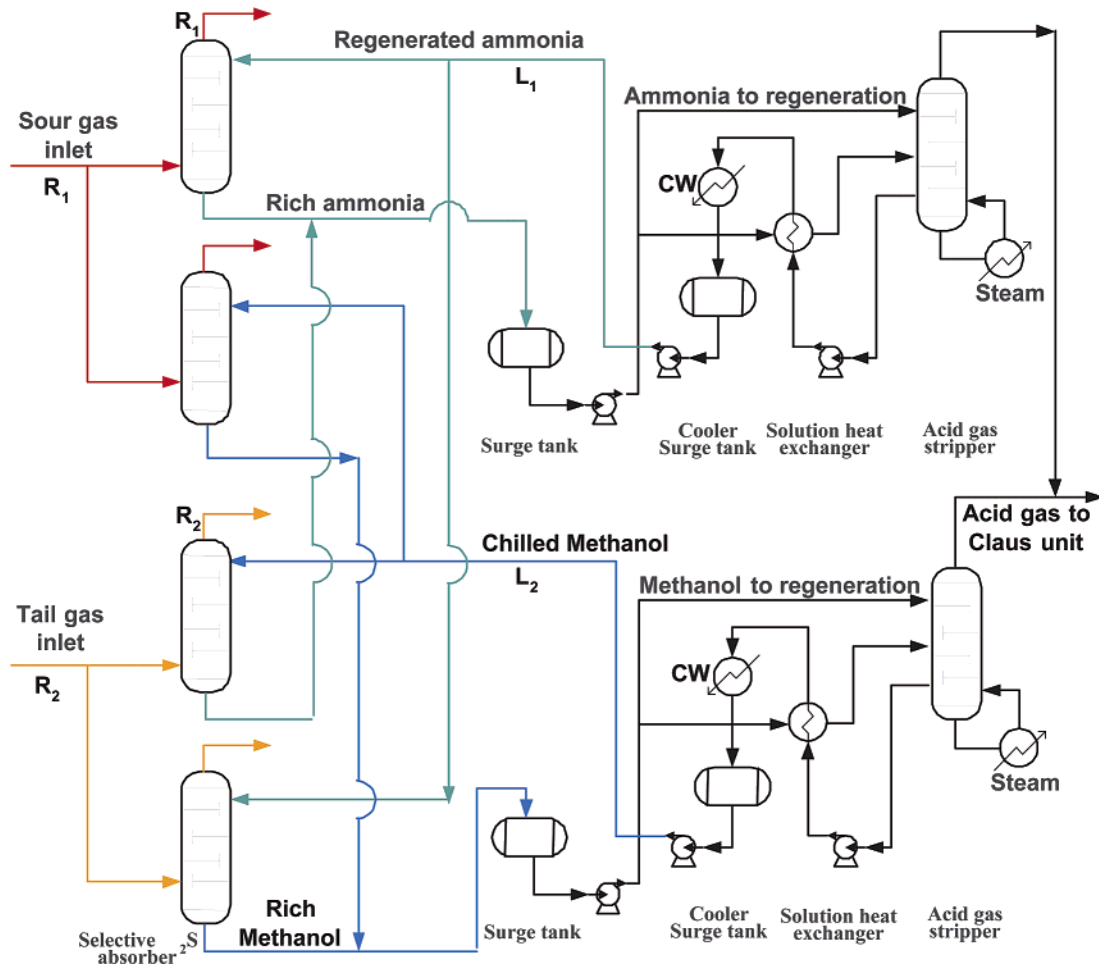 R1
Regenerated ammonia
L1
Ammonia to regeneration
Sour gas
inlet
R1
CW
Rich ammonia
Steam
Surge tank
Cooler
Surge tank
Solution heat
exchanger
Acid gas
stripper
R2
Chilled Methanol
L2
Acid gas to
Claus unit
Methanol to regeneration
Tail gas
inlet
R2
CW
Steam
Rich
Methanol
Selective
absorber
2S
Surge tank
Cooler
Surge tank
Solution heat
exchanger
Acid gas
stripper